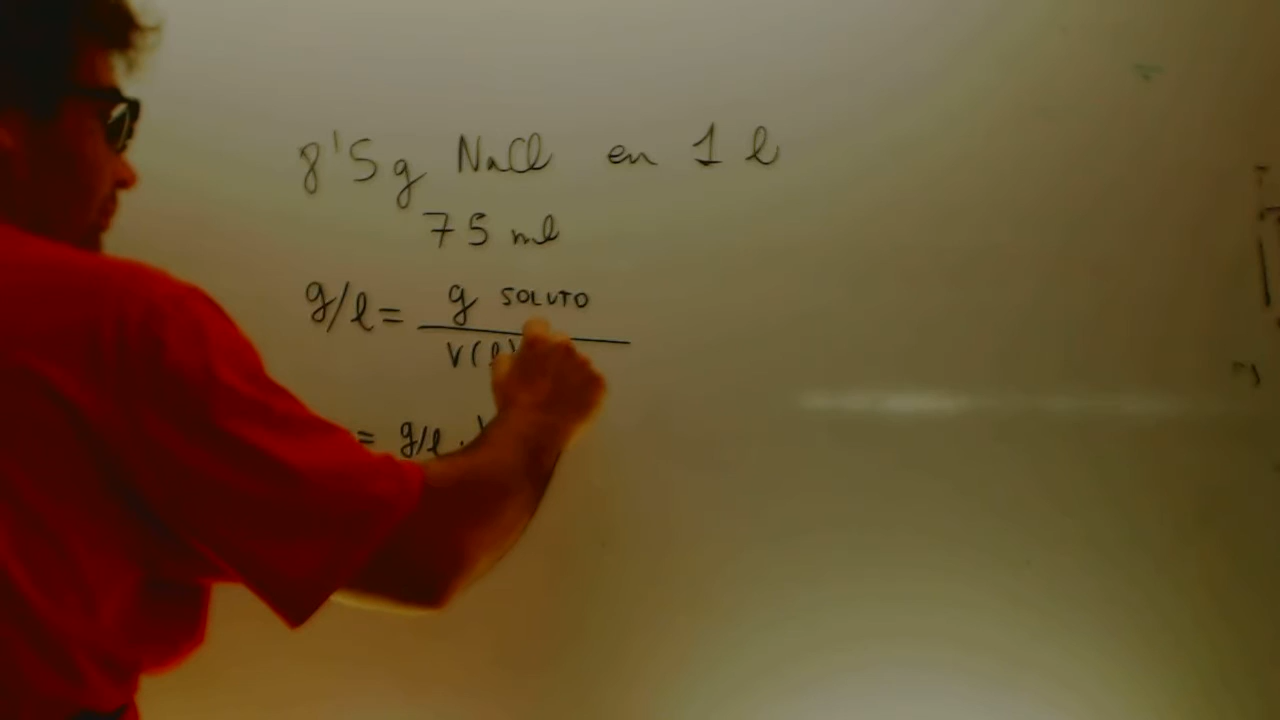 8'5g NaCl en 1 l
75 ml
g/l = g SOLUTO
V(l)
= g/l ·